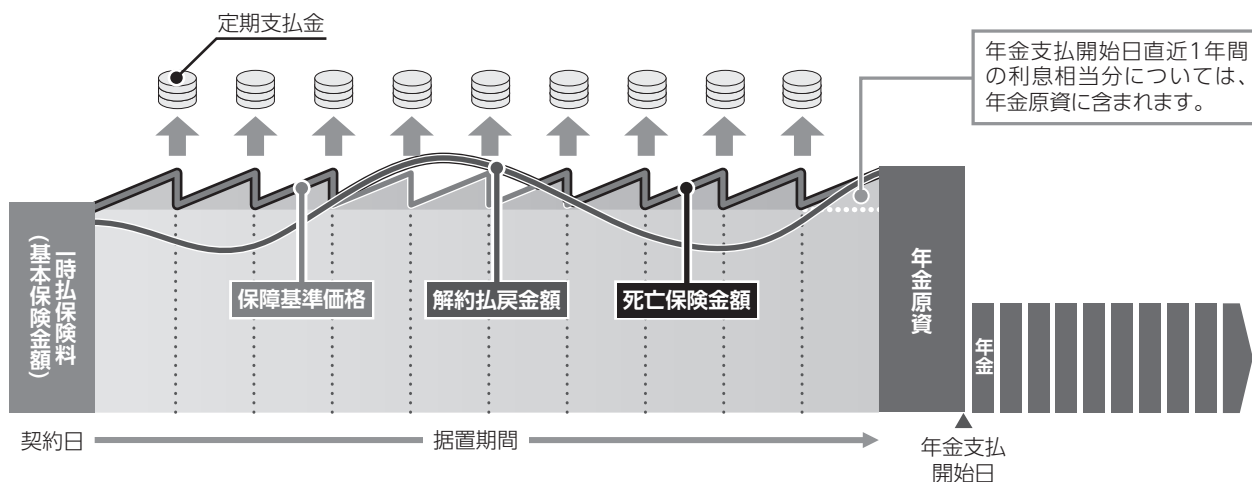 定期支払金
年金支払開始日直近1年間
の利息相当分については、
年金原資に含まれます。
一時払保険料
(基本保険金額)
保障基準価格
解約払戻金額
死亡保険金額
年金原資
年金
契約日
据置期間
年金支払
開始日